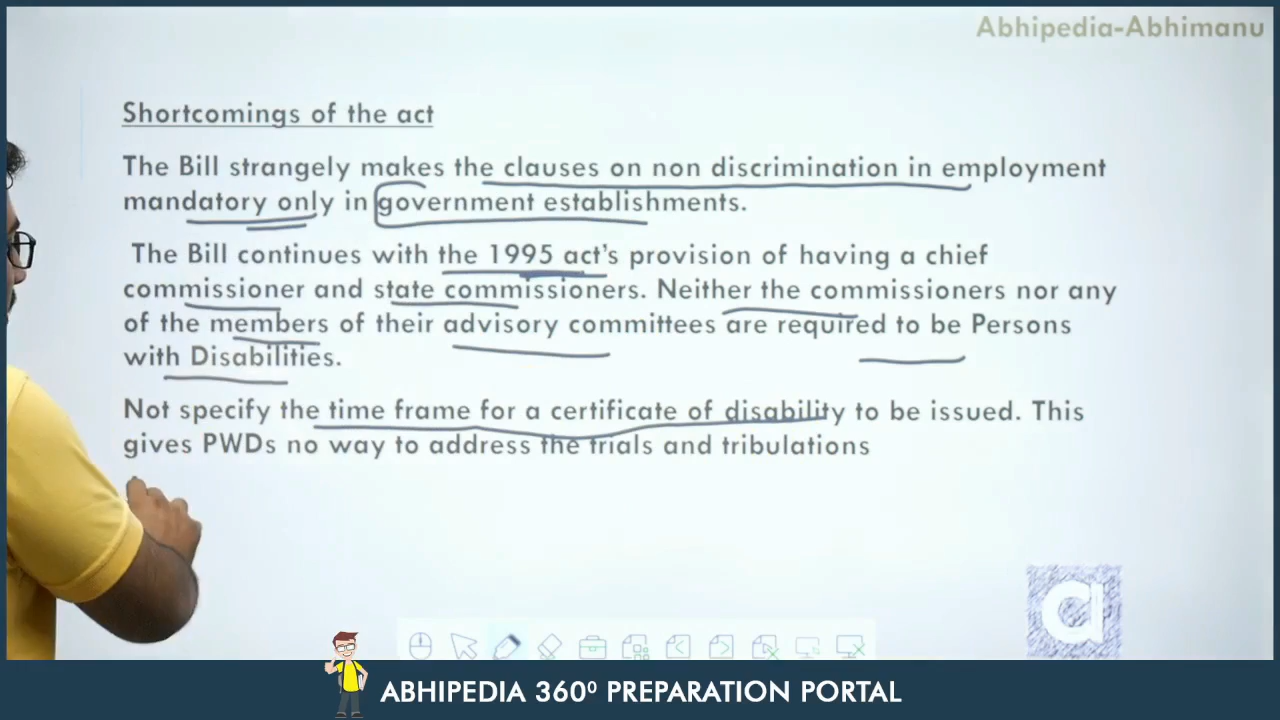 Abhipedia-Abhimanu
Shortcomings of the act
The Bill strangely makes the clauses on non discrimination in employment
mandatory only in government establishments.
The Bill continues with the 1995 act's provision of having a chief
commissioner and state commissioners. Neither the commissioners nor any
of the members of their advisory committees are required to be Persons
with Disabilities.
Not specify the time frame for a certificate of disability to be issued. This
gives PWDs no way to address the trials and tribulations
a
ABHIPEDIA 360⁰ PREPARATION PORTAL